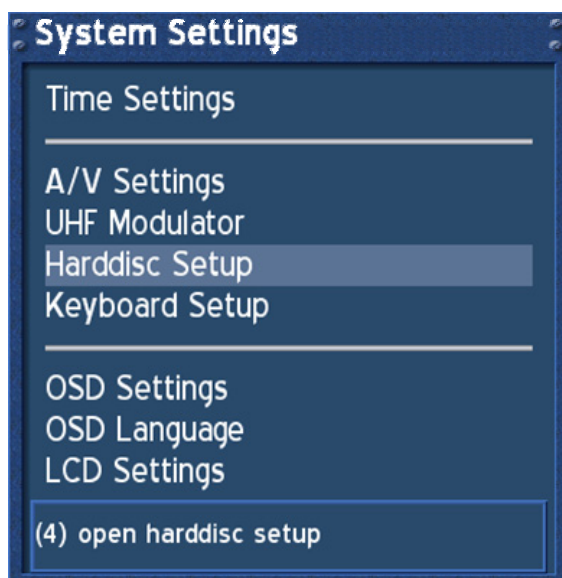 System Settings
Time Settings
A/V Settings
UHF Modulator
Harddisc Setup
Keyboard Setup
OSD Settings
OSD Language
LCD Settings
(4) open harddisc setup